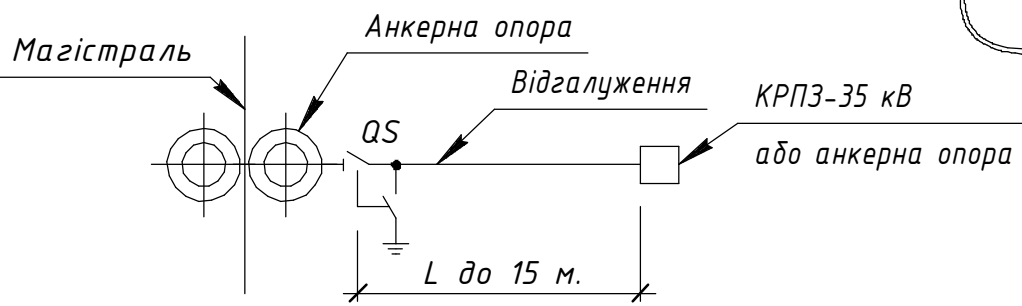 Магістраль
Анкерна опора
QS
Відгалуження
КРПЗ-35 кВ
або анкерна опора
L до 15 м.